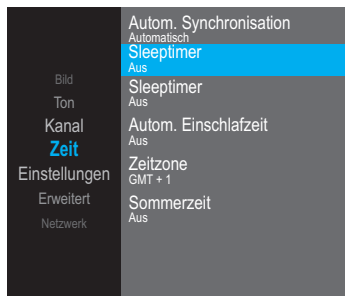 Bild
Ton
Kanal
Zeit
Einstellungen
Erweitert
Netzwerk
Autom. Synchronisation
Automatisch
Sleeptimer
Aus
Sleeptimer
Aus
Autom. Einschlafzeit
Aus
Zeitzone
GMT + 1
Sommerzeit
Aus